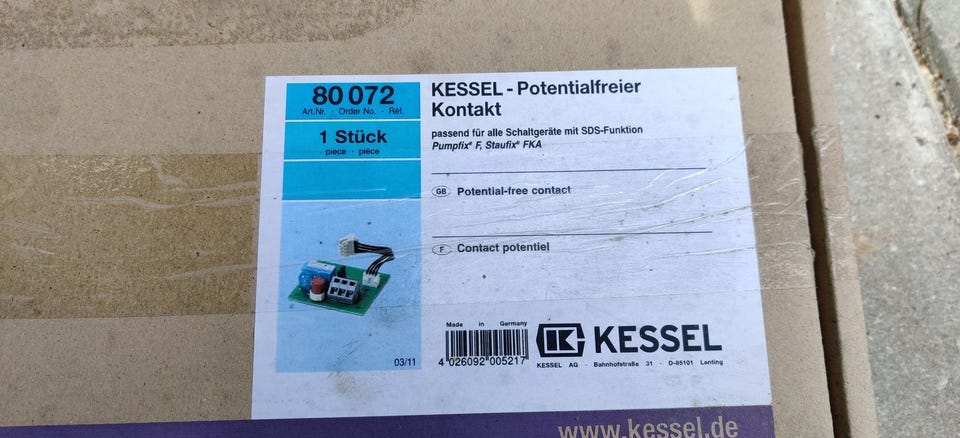 80 072
Art.Nr. · Order No. · Réf.
1 Stück
piece · pièce
03/11
KESSEL - Potentialfreier
Kontakt
passend für alle Schaltgeräte mit SDS-Funktion
Pumpfix® F, Staufix® FKA
GB Potential-free contact
F Contact potentiel
Made in Germany
4 026092 005217
KESSEL
KESSEL AG · Bahnhofstraße 31 · D-85101 Lenting
www.kessel.de